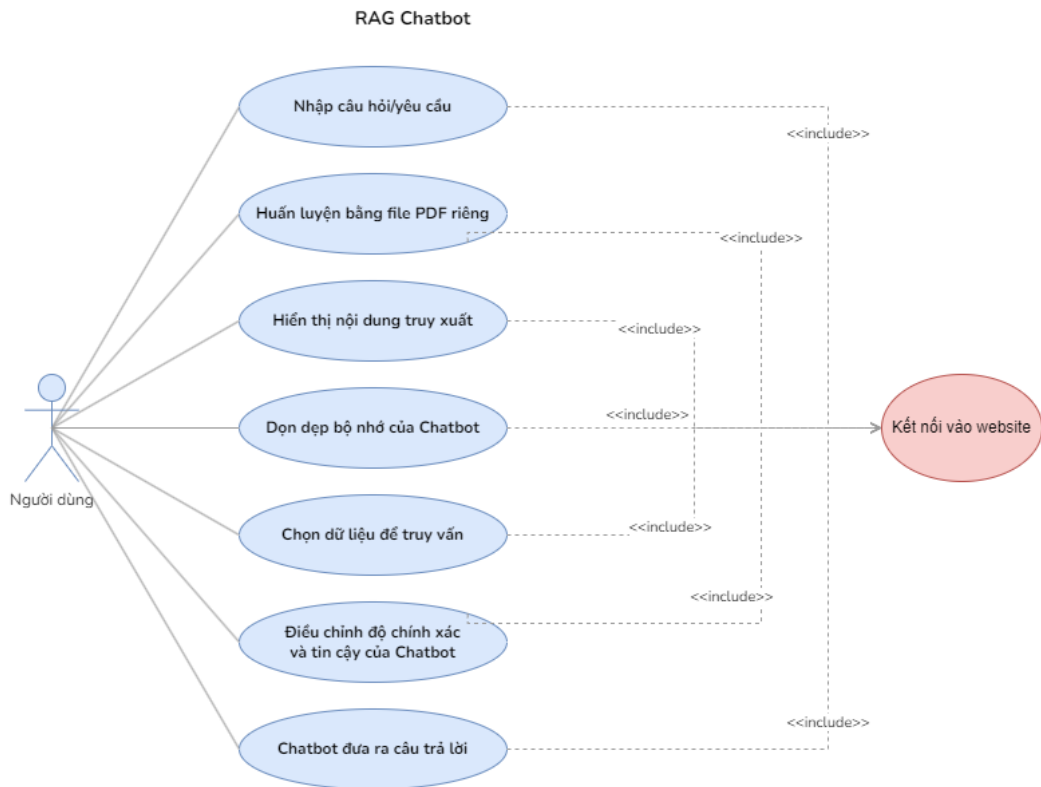 RAG Chatbot
Nhập câu hỏi/yêu cầu
<<include>>
Huấn luyện bằng file PDF riêng
<<include>>
Hiển thị nội dung truy xuất
<<include>>
Dọn dẹp bộ nhớ của Chatbot
<<include>>
Kết nối vào website
Người dùng
Chọn dữ liệu để truy vấn
<<include>>
<<include>>
Điều chỉnh độ chính xác
và tin cậy của Chatbot
<<include>>
Chatbot đưa ra câu trả lời